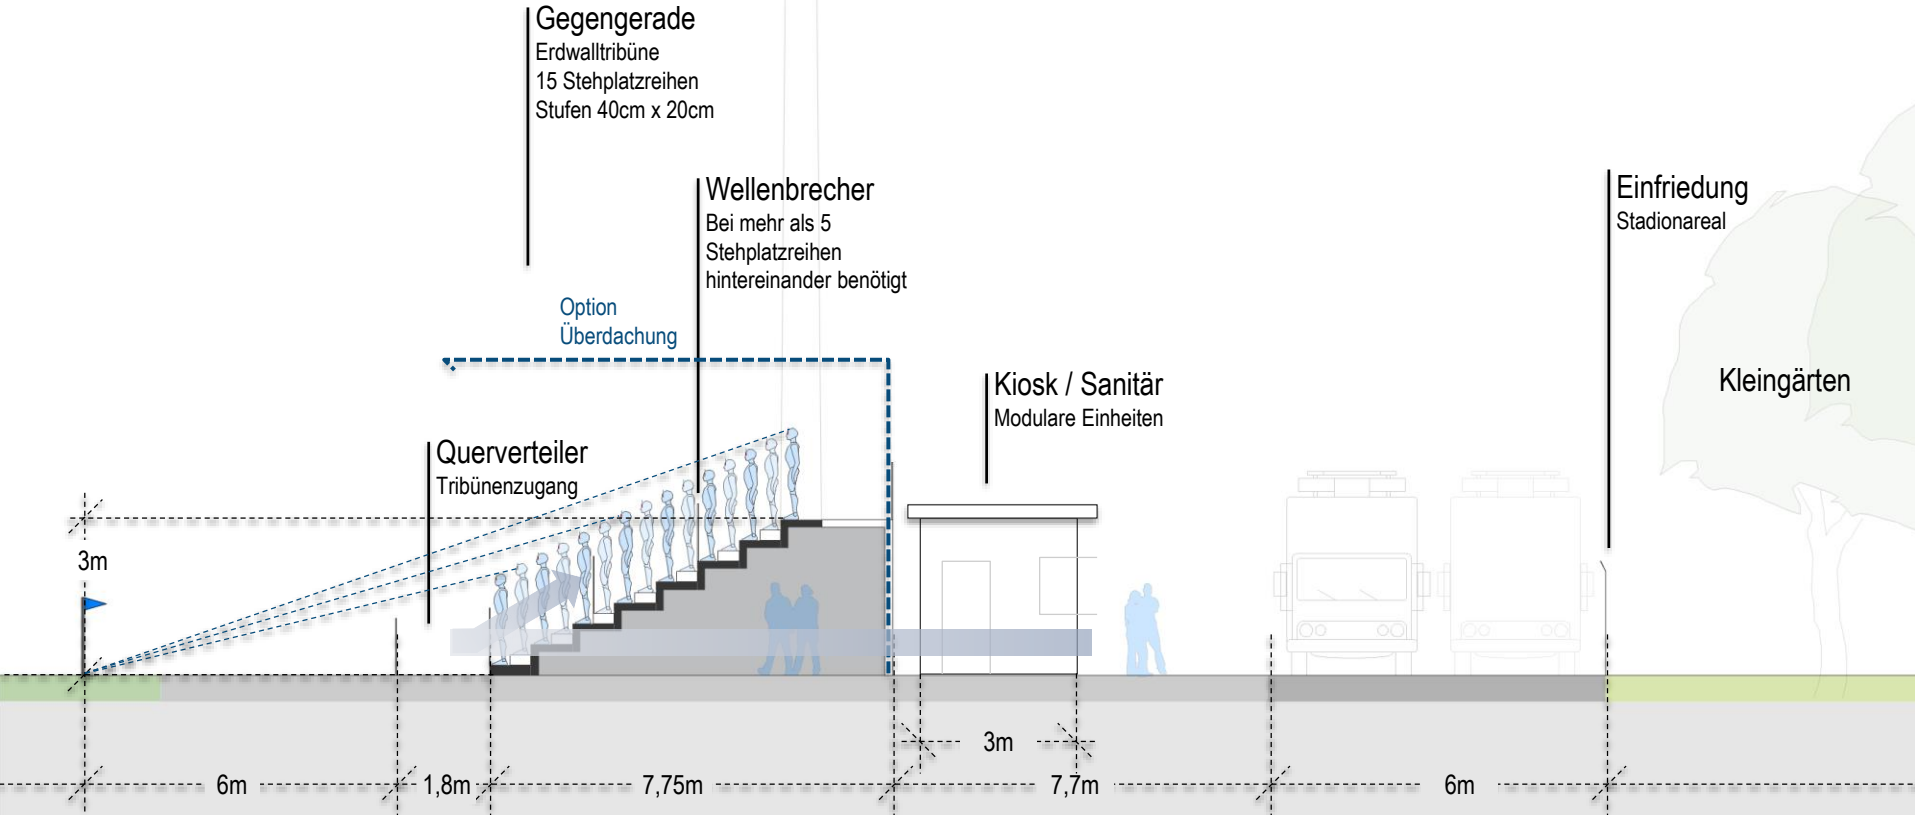 Gegengerade
Erdwalltribüne
15 Stehplatzreihen
Stufen 40cm x 20cm
Wellenbrecher
Bei mehr als 5
Stehplatzreihen
hintereinander benötigt
Einfriedung
Stadionareal
Option
Überdachung
Kiosk / Sanitär
Modulare Einheiten
Kleingärten
Querverteiler
Tribünenzugang
3m
3m
6m
1,8m
7,75m
7,7m
6m